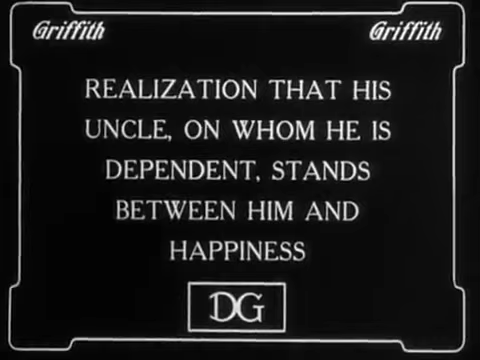 Griffith Griffith
REALIZATION THAT HIS
UNCLE, ON WHOM HE IS
DEPENDENT, STANDS
BETWEEN HIM AND
HAPPINESS
DG